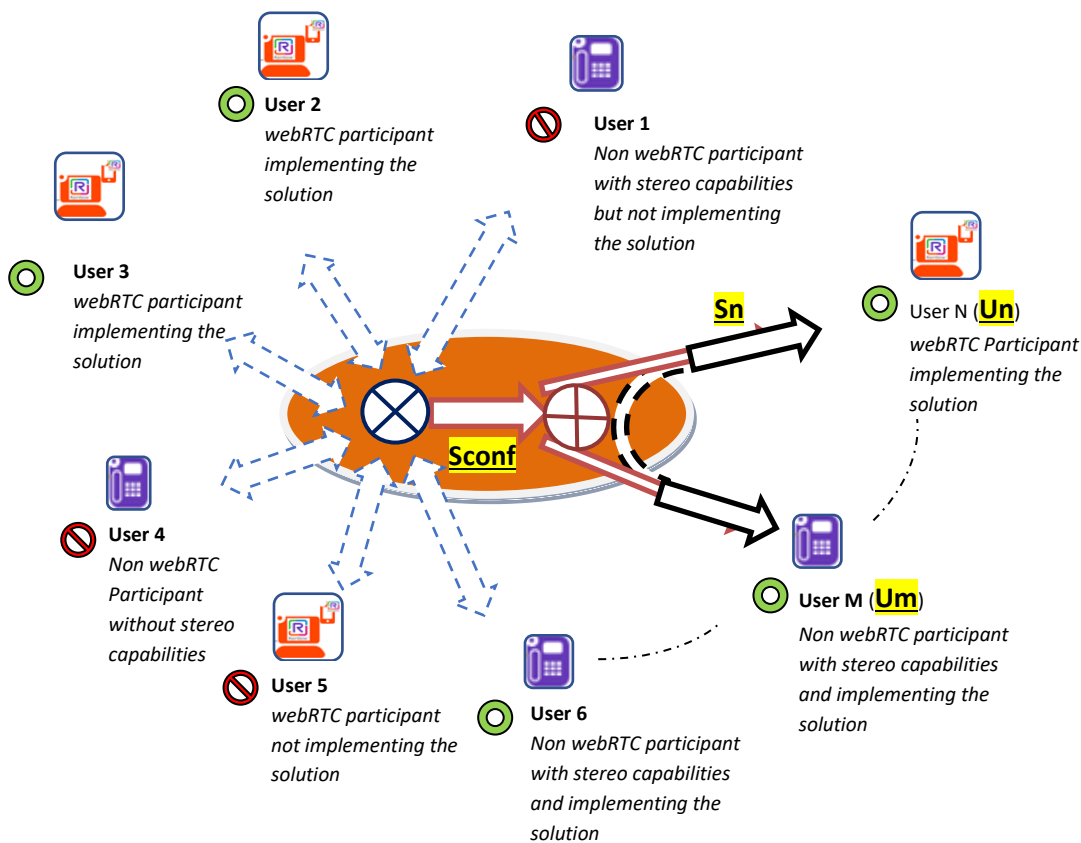 User 2
webRTC participant
implementing the
solution
User 1
Non webRTC participant
with stereo capabilities
but not implementing
the solution
User 3
webRTC participant
implementing the
solution
Sn
User N (Un)
webRTC Participant
implementing the
solution
Sconf
User 4
Non webRTC
Participant
without stereo
capabilities
User M (Um)
Non webRTC participant
with stereo capabilities
and implementing the
solution
User 5
webRTC participant
not implementing the
solution
User 6
Non webRTC participant
with stereo capabilities
and implementing the
solution